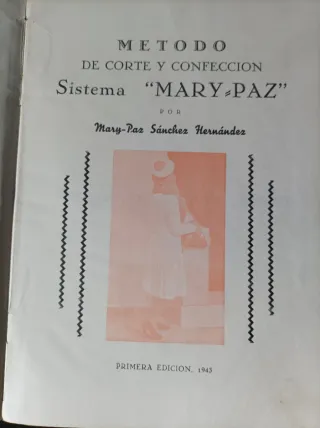 METODO
DE CORTE Y CONFECCION
Sistema "MARY-PAZ"
POR
Mary-Paz Sánchez Hernández
PRIMERA EDICION, 1943